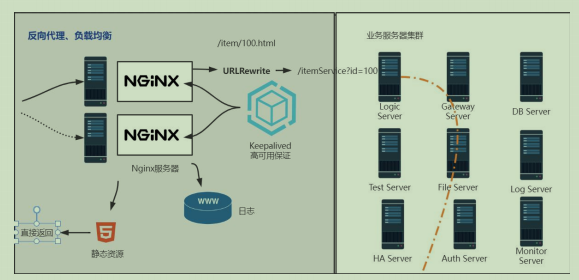 反向代理、负载均衡
/item/100.html
NGiNX
URLRewrite
/itemService?id=100
NGiNX
Keepalived
高可用保证
Nginx服务器
WWW
日志
直接返回
5
静态资源
业务服务器集群
Logic
Server
Gateway
Server
DB Server
Test Server
File Server
Log Server
HA Server
Auth Server
Monitor
Server